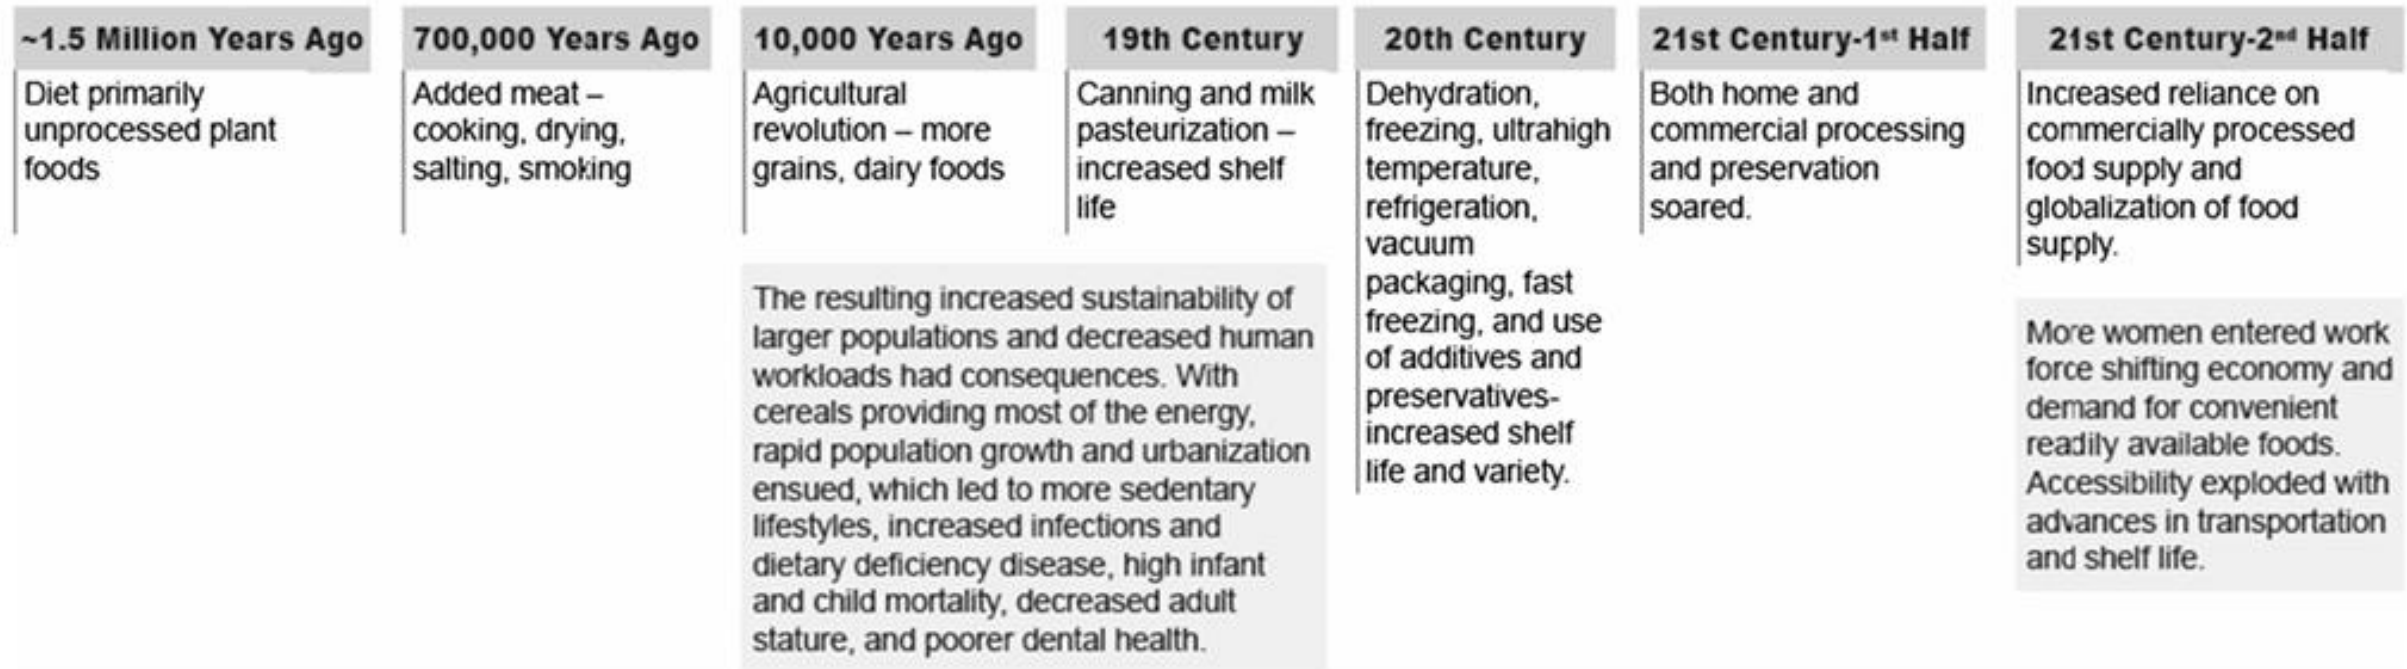 ~1.5 Million Years Ago
Diet primarily
unprocessed plant
foods
700,000 Years Ago
Added meat –
cooking, drying,
salting, smoking
10,000 Years Ago
Agricultural
revolution – more
grains, dairy foods
19th Century
Canning and milk
pasteurization –
increased shelf
life
The resulting increased sustainability of
larger populations and decreased human
workloads had consequences. With
cereals providing most of the energy,
rapid population growth and urbanization
ensued, which led to more sedentary
lifestyles, increased infections and
dietary deficiency disease, high infant
and child mortality, decreased adult
stature, and poorer dental health.
20th Century
Dehydration,
freezing, ultrahigh
temperature,
refrigeration,
vacuum
packaging, fast
freezing, and use
of additives and
preservatives-
increased shelf
life and variety.
21st Century-1st Half
Both home and
commercial processing
and preservation
soared.
21st Century-2nd Half
Increased reliance on
commercially processed
food supply and
globalization of food
supply.
More women entered work
force shifting economy and
demand for convenient
readily available foods.
Accessibility exploded with
advances in transportation
and shelf life.